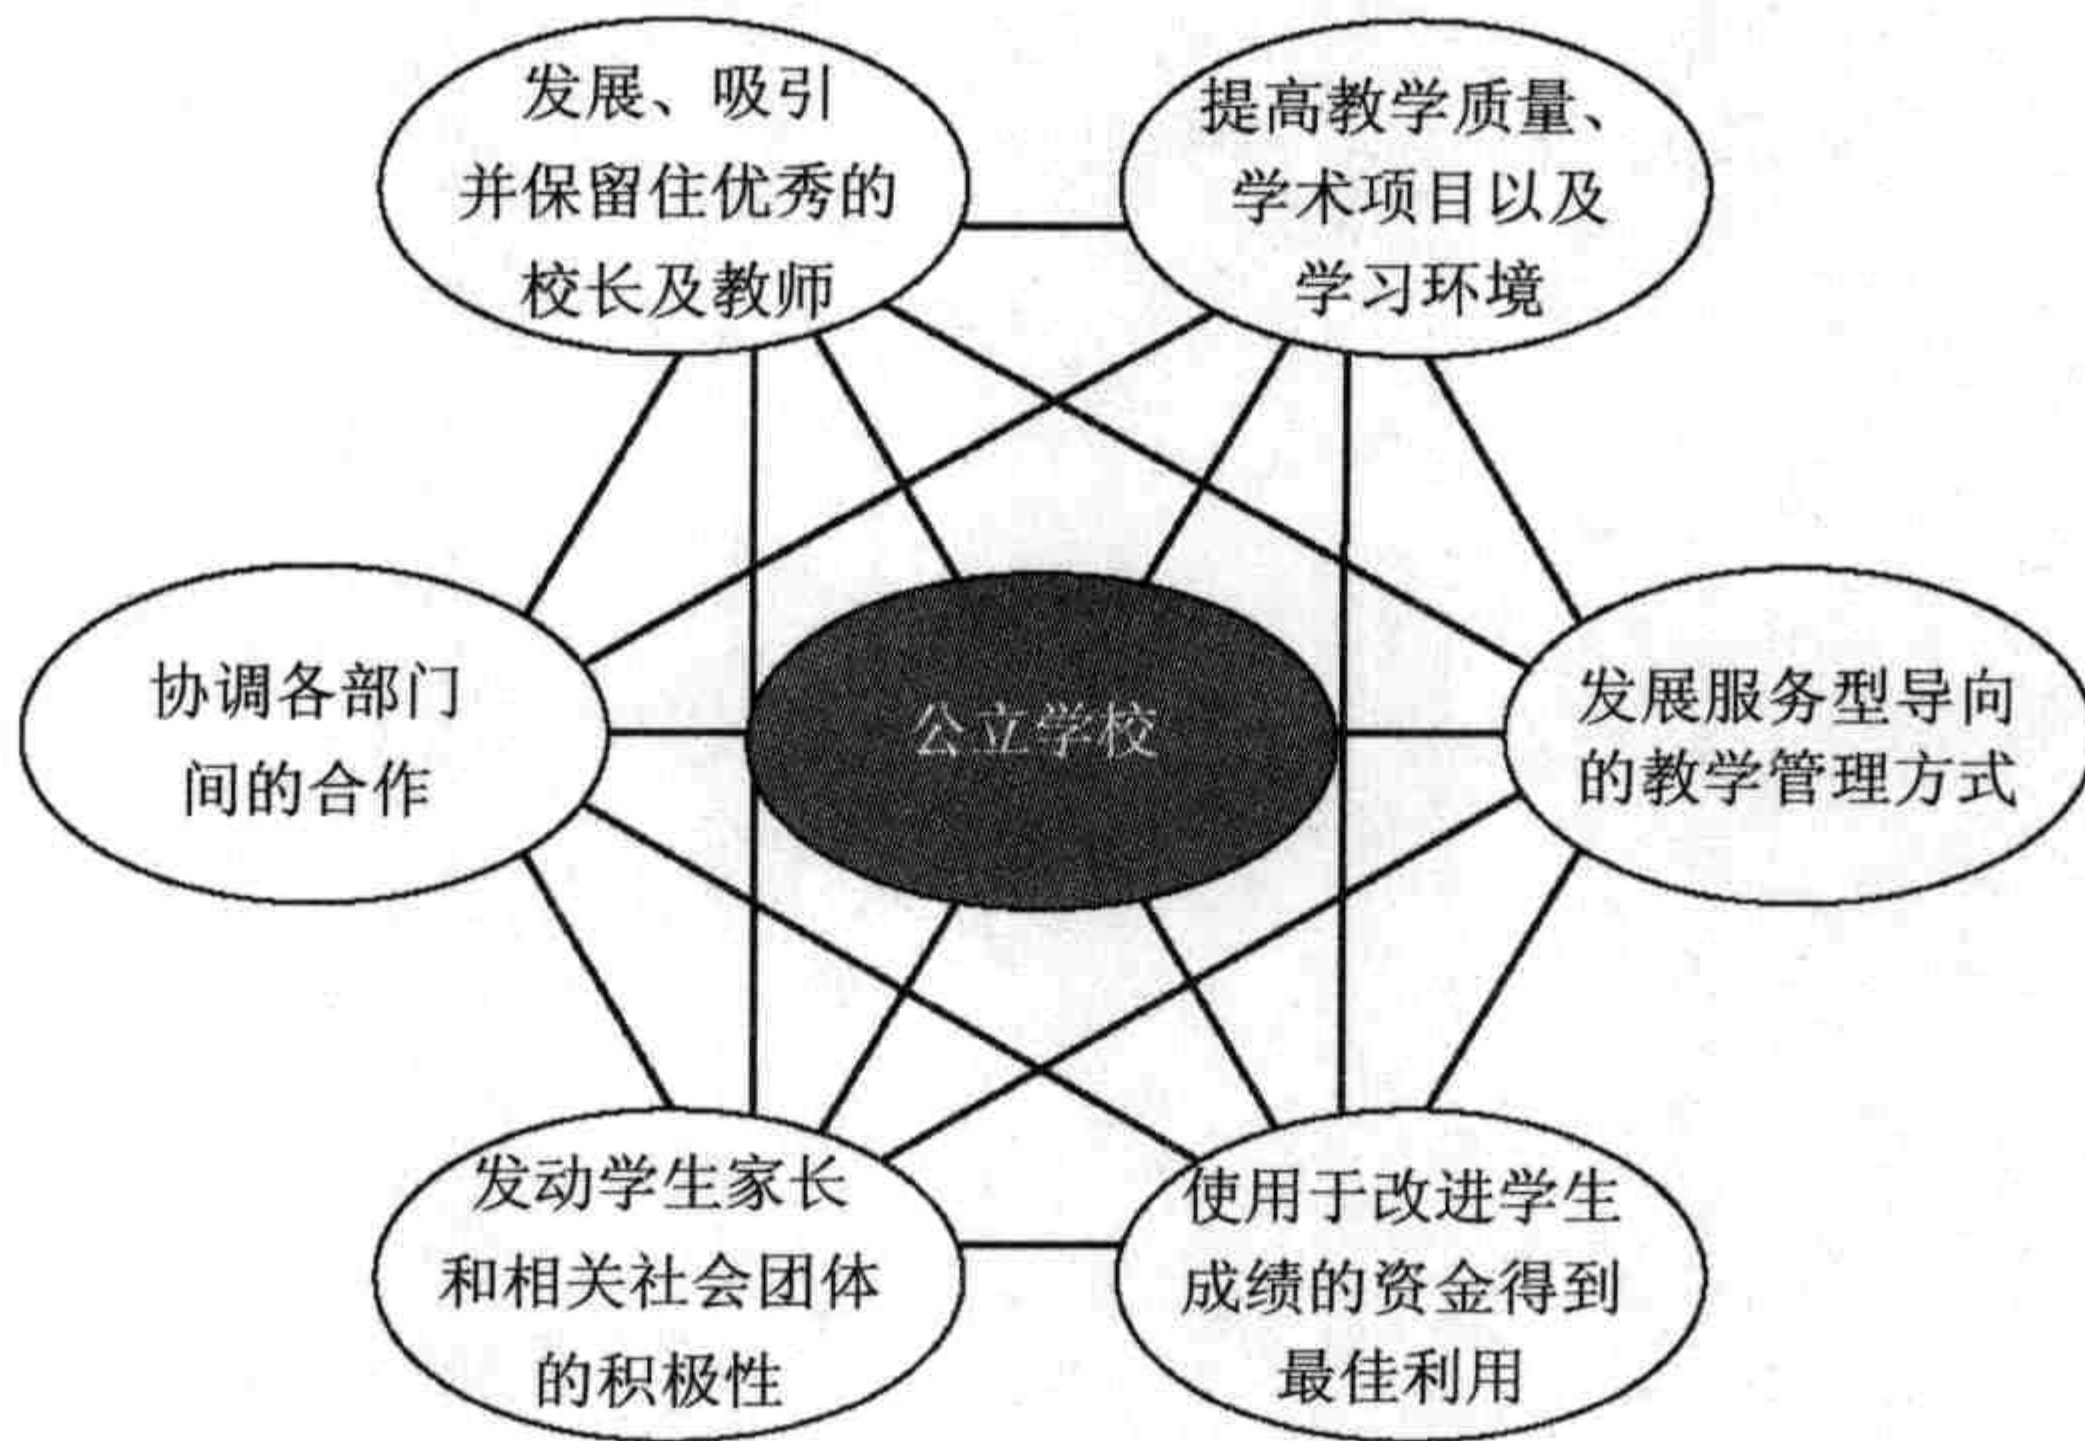 发展、吸引
并保留住优秀的
校长及教师
提高教学质量、
学术项目以及
学习环境
协调各部门
间的合作
公立学校
发展服务型导向
的教学管理方式
发动学生家长
和相关社会团体
的积极性
使用于改进学生
成绩的资金得到
最佳利用